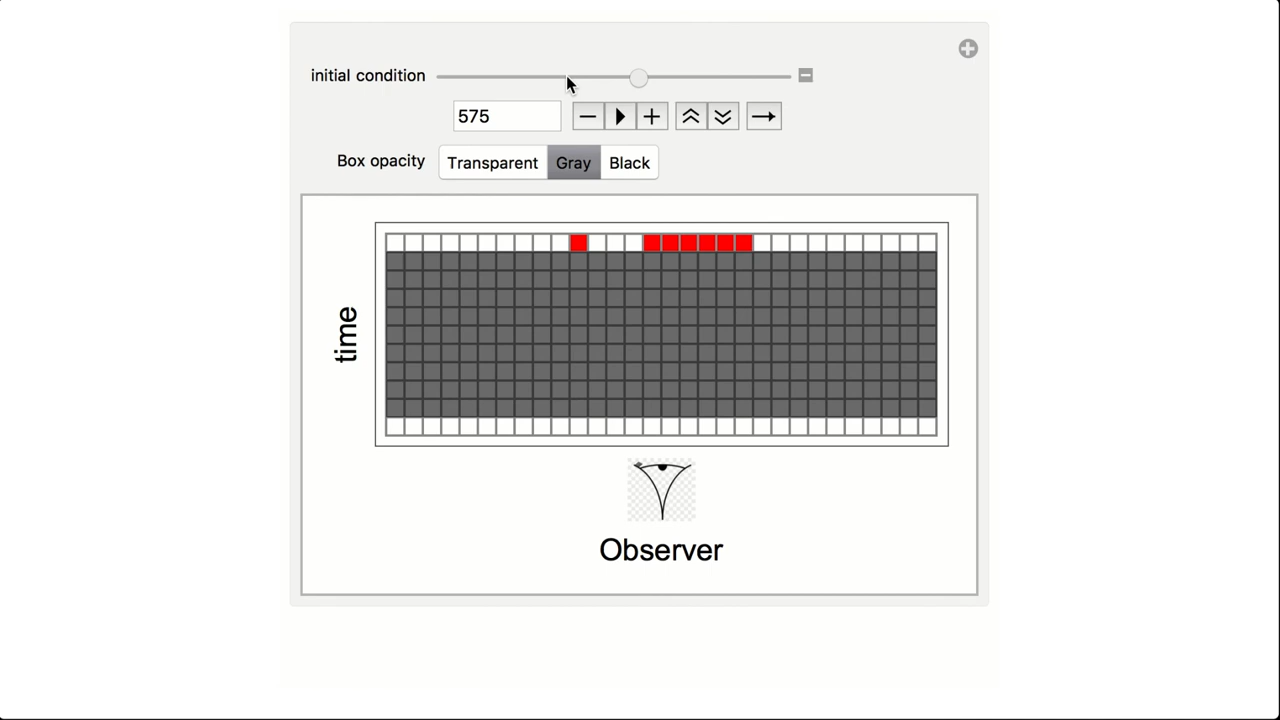 initial condition
575
Box opacity Transparent Gray Black
time
Observer